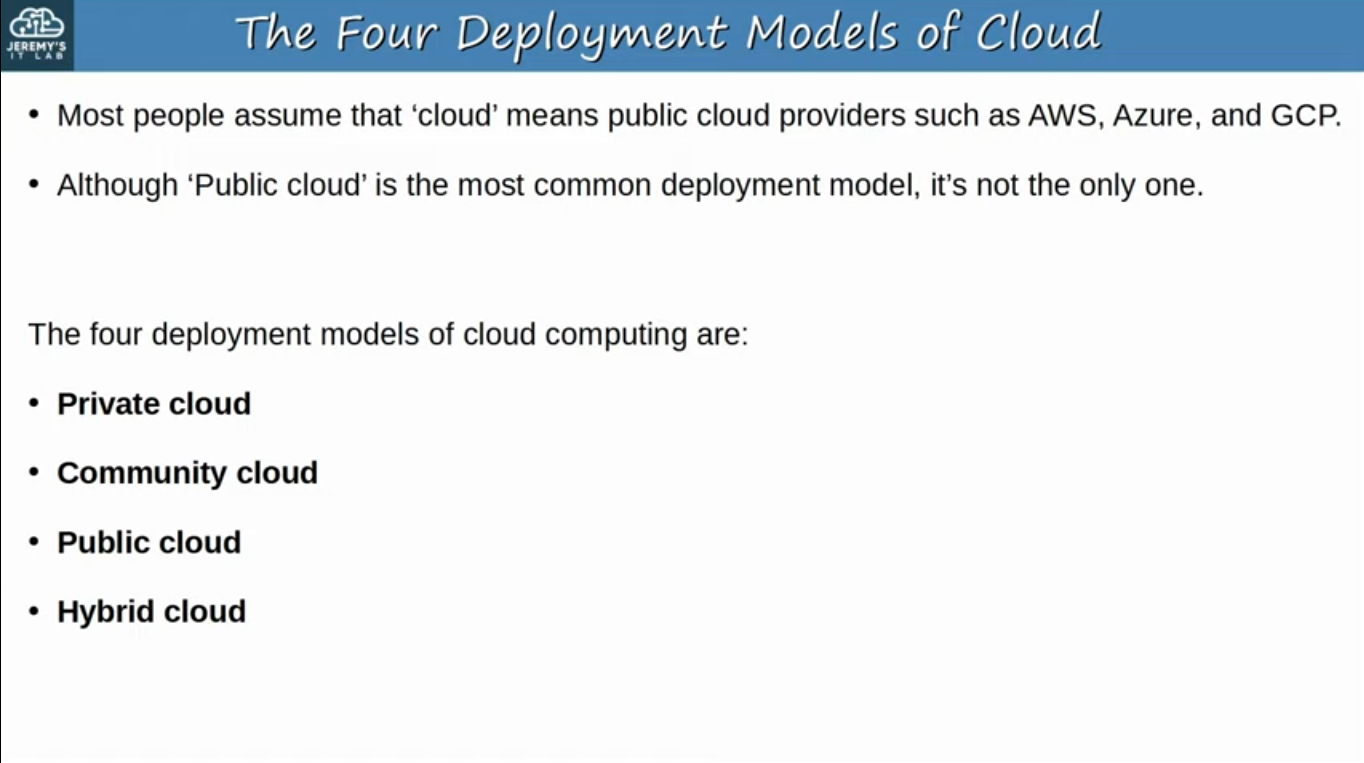 JEREMY'S
IT LAB
The Four Deployment Models of Cloud
• Most people assume that ‘cloud’ means public cloud providers such as AWS, Azure, and GCP.
• Although ‘Public cloud’ is the most common deployment model, it’s not the only one.
The four deployment models of cloud computing are:
• Private cloud
• Community cloud
• Public cloud
• Hybrid cloud